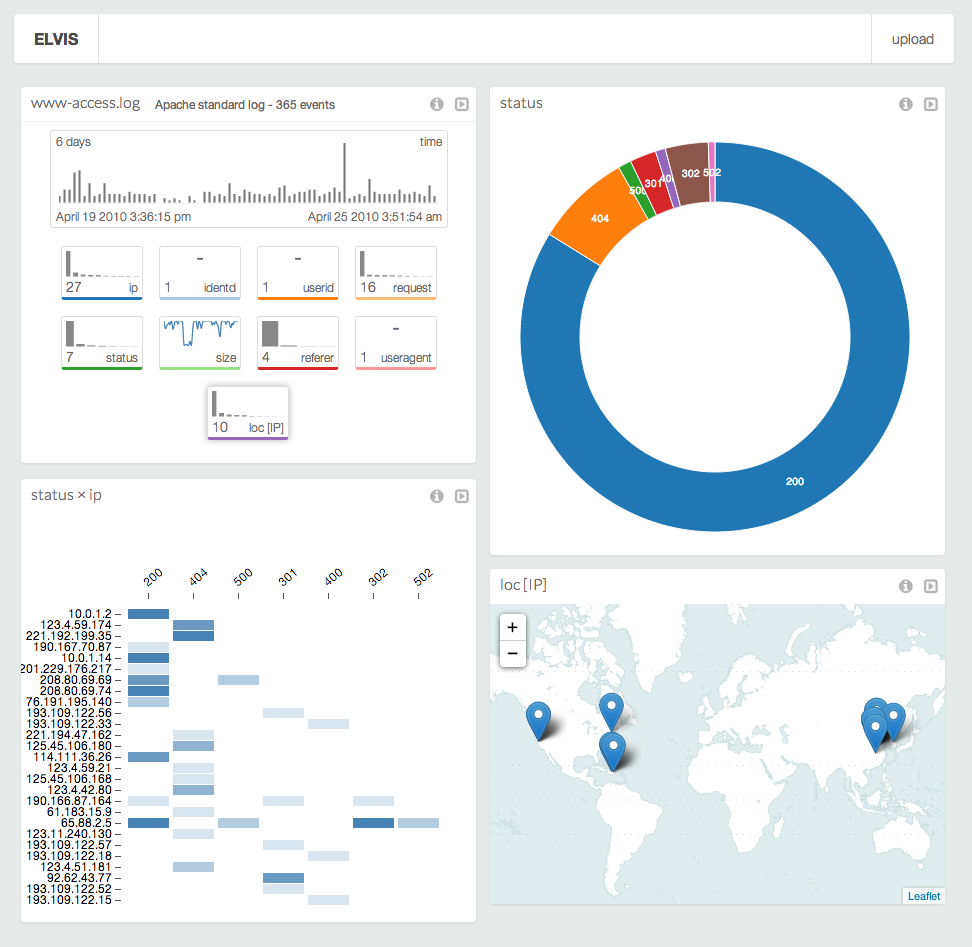 ELVIS
upload
www-access.log Apache standard log - 365 events
6 days time
April 19 2010 3:36:15 pm April 25 2010 3:51:54 am
27 ip
- 1 identd
- 1 userid
16 request
7 status
size
4 referer
- 1 useragent
10 loc [IP]
status
200
404
500
301
302
502
status × ip
200 404 500 301 400 302 502
10.0.1.2
123.4.59.174
221.192.199.35
190.167.70.87
10.0.1.14
201.229.176.217
208.80.69.69
208.80.69.74
76.191.195.140
193.109.122.56
193.109.122.33
221.194.47.162
125.45.106.180
114.111.36.26
123.4.59.21
125.45.106.168
123.4.42.80
190.166.87.164
61.183.15.9
65.88.2.5
123.11.240.130
193.109.122.57
193.109.122.18
123.4.51.181
92.62.43.77
193.109.122.52
193.109.122.15
loc [IP]
+
−
Leaflet